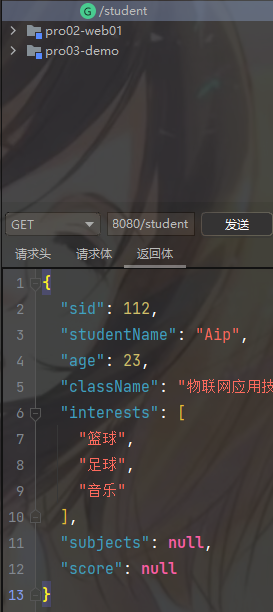 G /student
pro02-web01
pro03-demo
GET 8080/student 发送
请求头 请求体 返回体
1 {
2 "sid": 112,
3 "studentName": "Aip",
4 "age": 23,
5 "className": "物联网应用技
6 "interests": [
7 "篮球",
8 "足球",
9 "音乐"
10 ],
11 "subjects": null,
12 "score": null
13 }